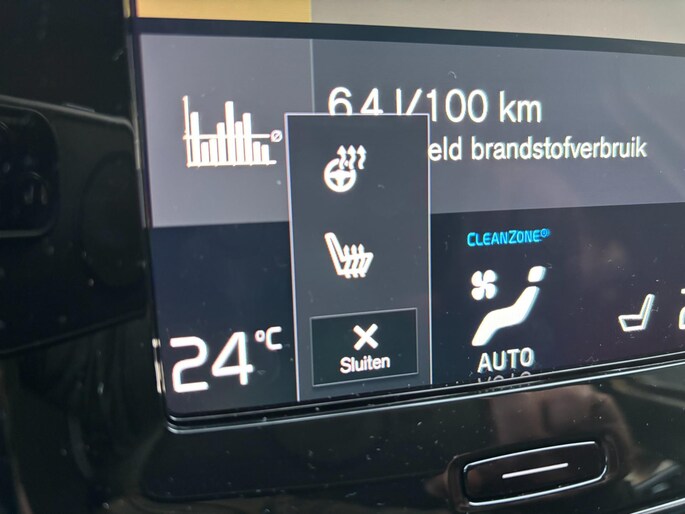 6,4 l/100 km
eld brandstofverbruik
CLEANZONE
24 °C
Sluiten
AUTO